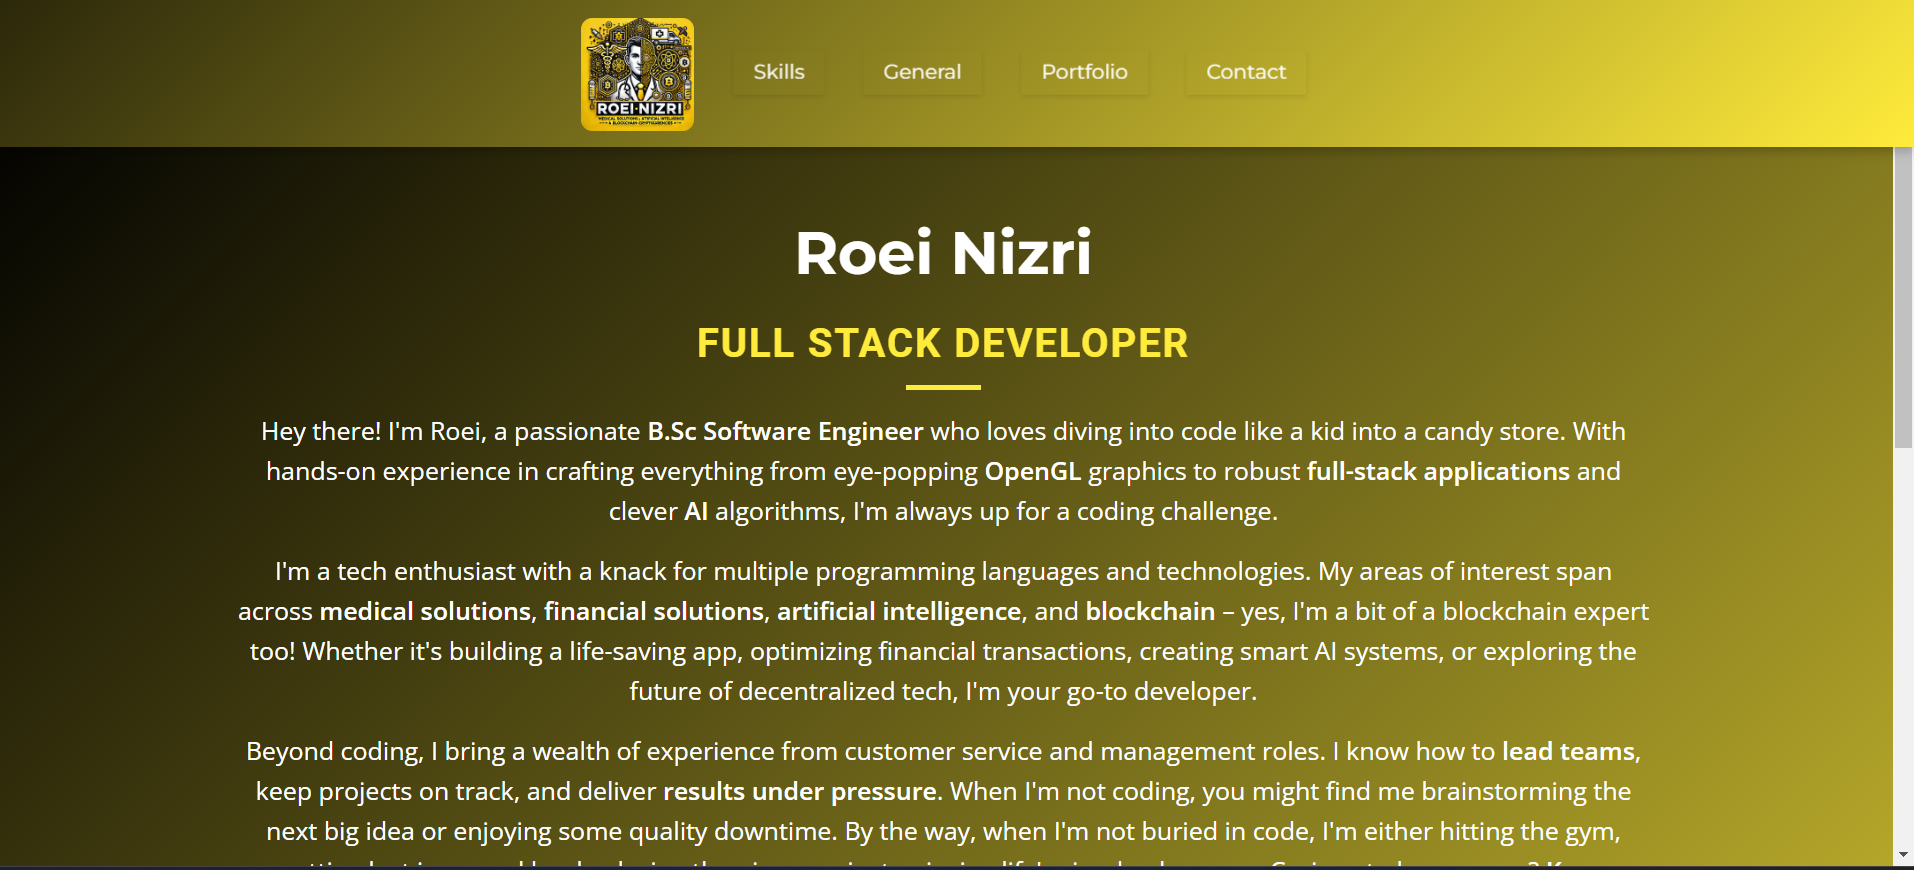 ROEI NIZRI
MEDICAL SOLUTIONS, ARTIFICIAL INTELLIGENCE
& BLOCKCHAIN CRYPTOCURRENCIES
Skills
General
Portfolio
Contact
Roei Nizri
FULL STACK DEVELOPER
Hey there! I'm Roei, a passionate B.Sc Software Engineer who loves diving into code like a kid into a candy store. With
hands-on experience in crafting everything from eye-popping OpenGL graphics to robust full-stack applications and
clever AI algorithms, I'm always up for a coding challenge.
I'm a tech enthusiast with a knack for multiple programming languages and technologies. My areas of interest span
across medical solutions, financial solutions, artificial intelligence, and blockchain – yes, I'm a bit of a blockchain expert
too! Whether it's building a life-saving app, optimizing financial transactions, creating smart AI systems, or exploring the
future of decentralized tech, I'm your go-to developer.
Beyond coding, I bring a wealth of experience from customer service and management roles. I know how to lead teams,
keep projects on track, and deliver results under pressure. When I'm not coding, you might find me brainstorming the
next big idea or enjoying some quality downtime. By the way, when I'm not buried in code, I'm either hitting the gym,